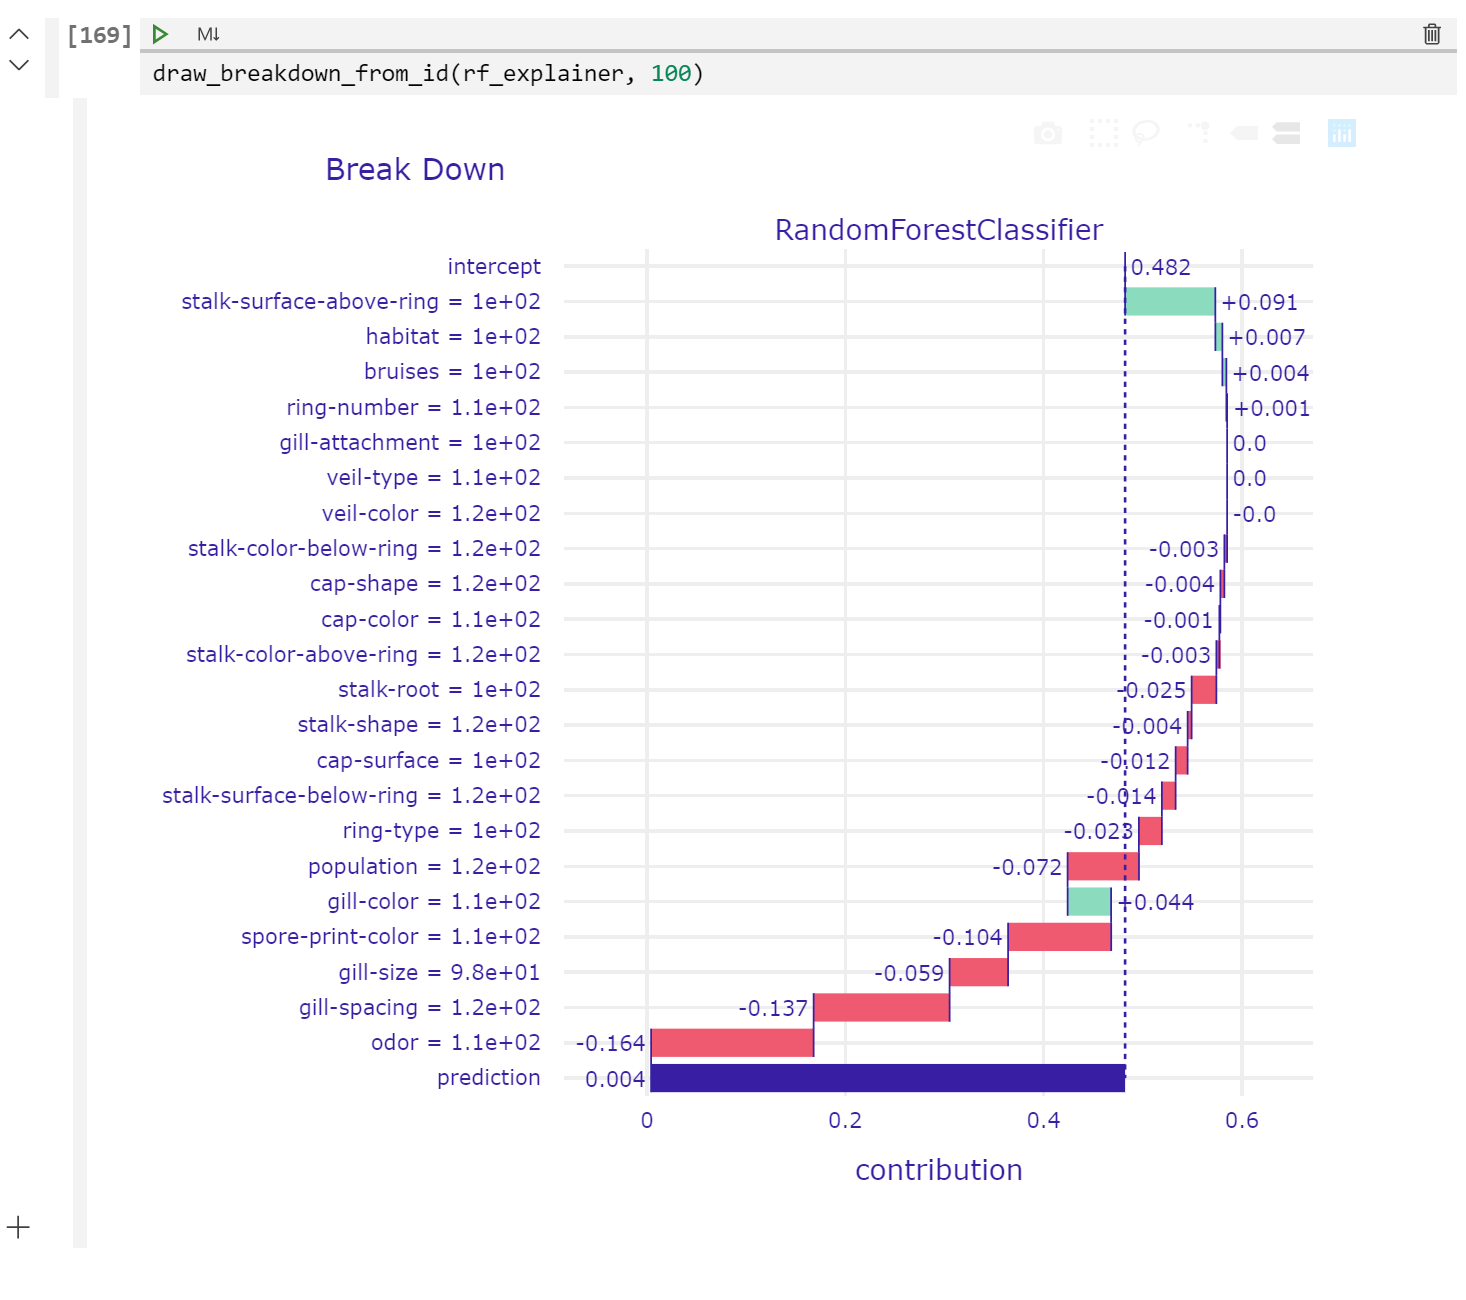 [169]
M↓
draw_breakdown_from_id(rf_explainer, 100)
Break Down
RandomForestClassifier
intercept 0.482
stalk-surface-above-ring = 1e+02 +0.091
habitat = 1e+02 +0.007
bruises = 1e+02 +0.004
ring-number = 1.1e+02 +0.001
gill-attachment = 1e+02 0.0
veil-type = 1.1e+02 0.0
veil-color = 1.2e+02 -0.0
stalk-color-below-ring = 1.2e+02 -0.003
cap-shape = 1.2e+02 -0.004
cap-color = 1.1e+02 -0.001
stalk-color-above-ring = 1.2e+02 -0.003
stalk-root = 1e+02 -0.025
stalk-shape = 1.2e+02 -0.004
cap-surface = 1e+02 -0.012
stalk-surface-below-ring = 1.2e+02 -0.014
ring-type = 1e+02 -0.023
population = 1.2e+02 -0.072
gill-color = 1.1e+02 +0.044
spore-print-color = 1.1e+02 -0.104
gill-size = 9.8e+01 -0.059
gill-spacing = 1.2e+02 -0.137
odor = 1.1e+02 -0.164
prediction 0.004
0 0.2 0.4 0.6
contribution